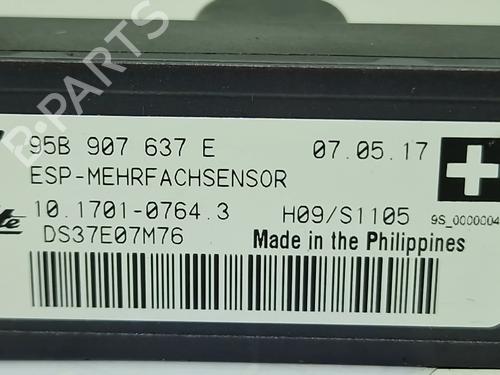 B-PARTS
95B 907 637 E 07.05.17
ESP-MEHRFACHSENSOR
10.1701-0764.3 H09/S1105 9S_0000004
DS37E07M76 Made in the Philippines